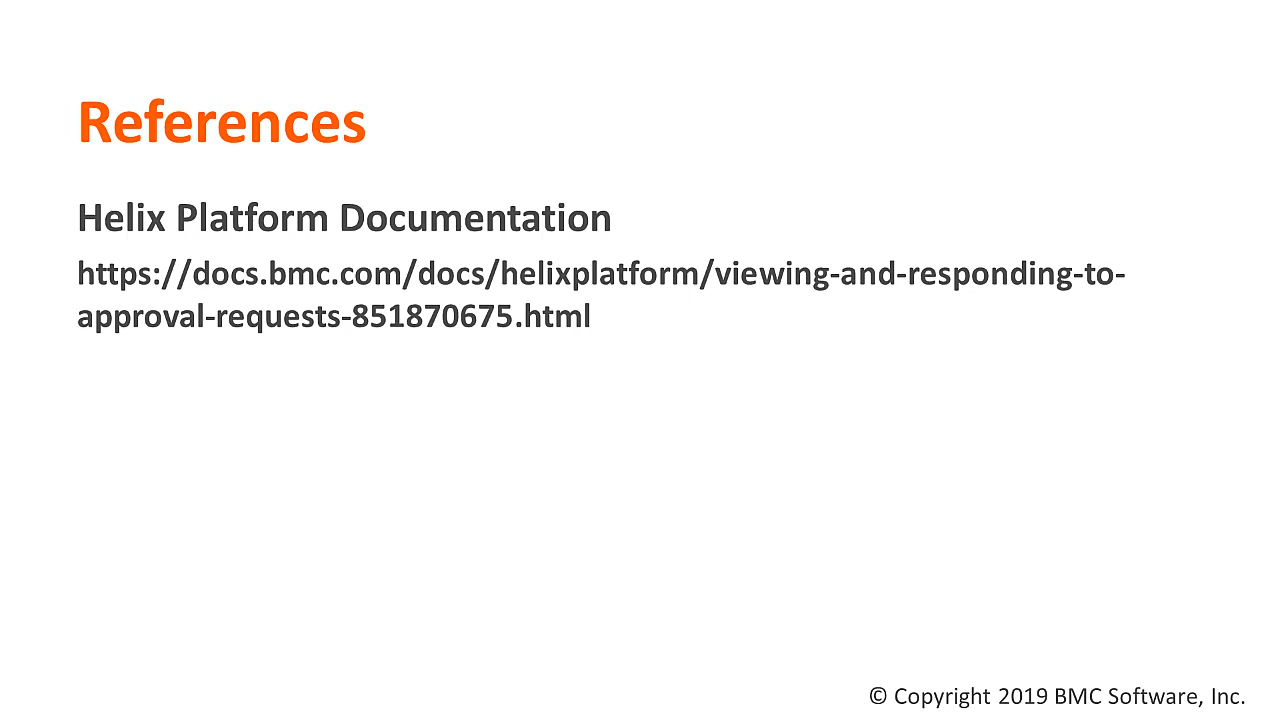 References
Helix Platform Documentation
https://docs.bmc.com/docs/helixplatform/viewing-and-responding-to-
approval-requests-851870675.html
© Copyright 2019 BMC Software, Inc.